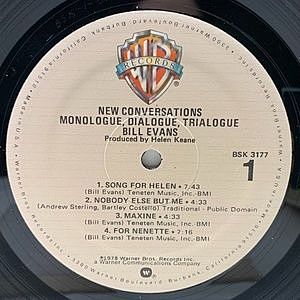 WB
RECORDS
NEW CONVERSATIONS
MONOLOGUE, DIALOGUE, TRIALOGUE
BILL EVANS
Produced by Helen Keane
BSK 3177
1
1. SONG FOR HELEN • 7:43
(Bill Evans) Teneten Music, Inc.-BMI
2. NOBODY ELSE BUT ME • 4:33
(Andrew Sterling, Bartley Costello) Traditional - Public Domain
3. MAXINE • 4:33
(Bill Evans) Teneten Music, Inc.-BMI
4. FOR NENETTE • 7:16
(Bill Evans) Teneten Music, Inc.-BMI
℗1978 Warner Bros. Records Inc.
a Warner Communications Company